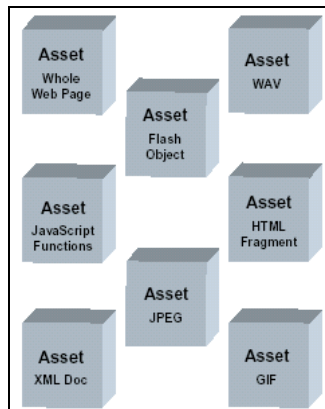 Asset
Whole
Web Page
Asset
WAV
Asset
Flash
Object
Asset
JavaScript
Functions
Asset
HTML
Fragment
Asset
JPEG
Asset
XML Doc
Asset
GIF